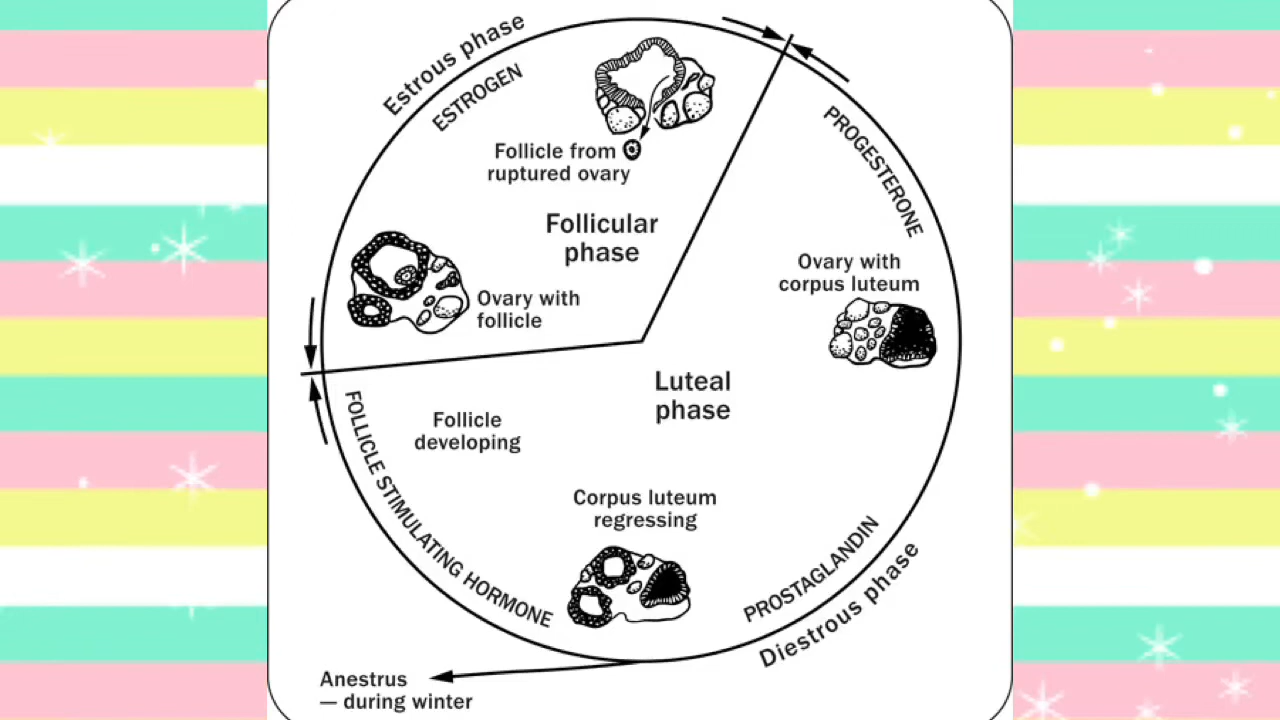 Estrous phase
ESTROGEN
Follicle from
ruptured ovary
Follicular
phase
Ovary with
follicle
PROGESTERONE
Ovary with
corpus luteum
Luteal
phase
Follicle
developing
FOLLICLE STIMULATING HORMONE
Corpus luteum
regressing
PROSTAGLANDIN
Diestrous phase
Anestrus
— during winter